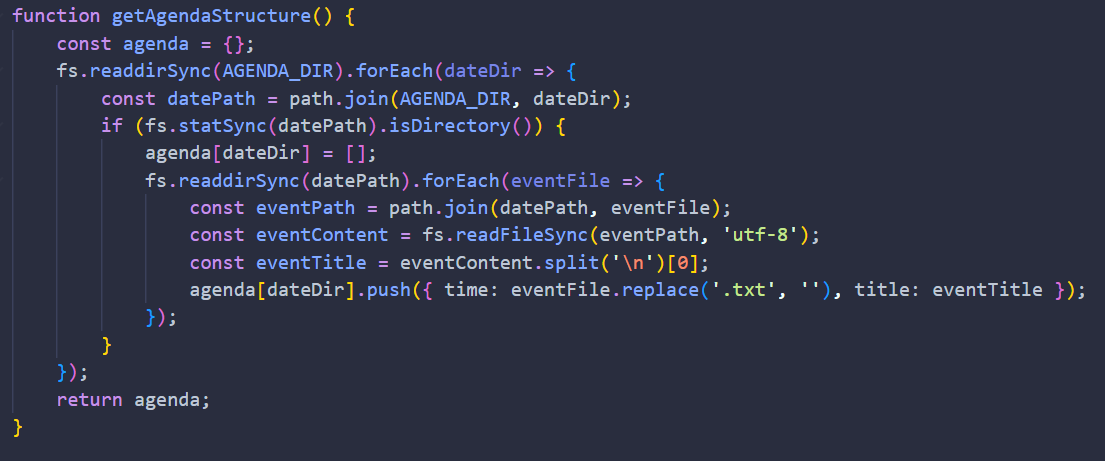 function getAgendaStructure() {
    const agenda = {};
    fs.readdirSync(AGENDA_DIR).forEach(dateDir => {
        const datePath = path.join(AGENDA_DIR, dateDir);
        if (fs.statSync(datePath).isDirectory()) {
            agenda[dateDir] = [];
            fs.readdirSync(datePath).forEach(eventFile => {
                const eventPath = path.join(datePath, eventFile);
                const eventContent = fs.readFileSync(eventPath, 'utf-8');
                const eventTitle = eventContent.split('\n')[0];
                agenda[dateDir].push({ time: eventFile.replace('.txt', ''), title: eventTitle });
            });
        }
    });
    return agenda;
}